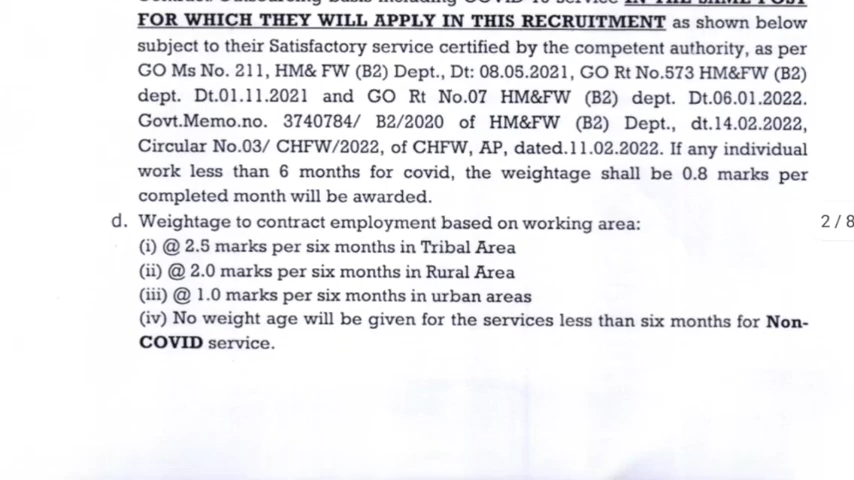 FOR WHICH THEY WILL APPLY IN THIS RECRUITMENT as shown below
subject to their Satisfactory service certified by the competent authority, as per
GO Ms No. 211, HM& FW (B2) Dept., Dt: 08.05.2021, GO Rt No.573 HM&FW (B2)
dept. Dt.01.11.2021 and GO Rt No.07 HM&FW (B2) dept. Dt.06.01.2022.
Govt.Memo.no. 3740784/ B2/2020 of HM&FW (B2) Dept., dt.14.02.2022,
Circular No.03/ CHFW/2022, of CHFW, AP, dated.11.02.2022. If any individual
work less than 6 months for covid, the weightage shall be 0.8 marks per
completed month will be awarded.
d. Weightage to contract employment based on working area:
2 / 8
(i) @ 2.5 marks per six months in Tribal Area
(ii) @ 2.0 marks per six months in Rural Area
(iii) @ 1.0 marks per six months in urban areas
(iv) No weight age will be given for the services less than six months for Non-
COVID service.